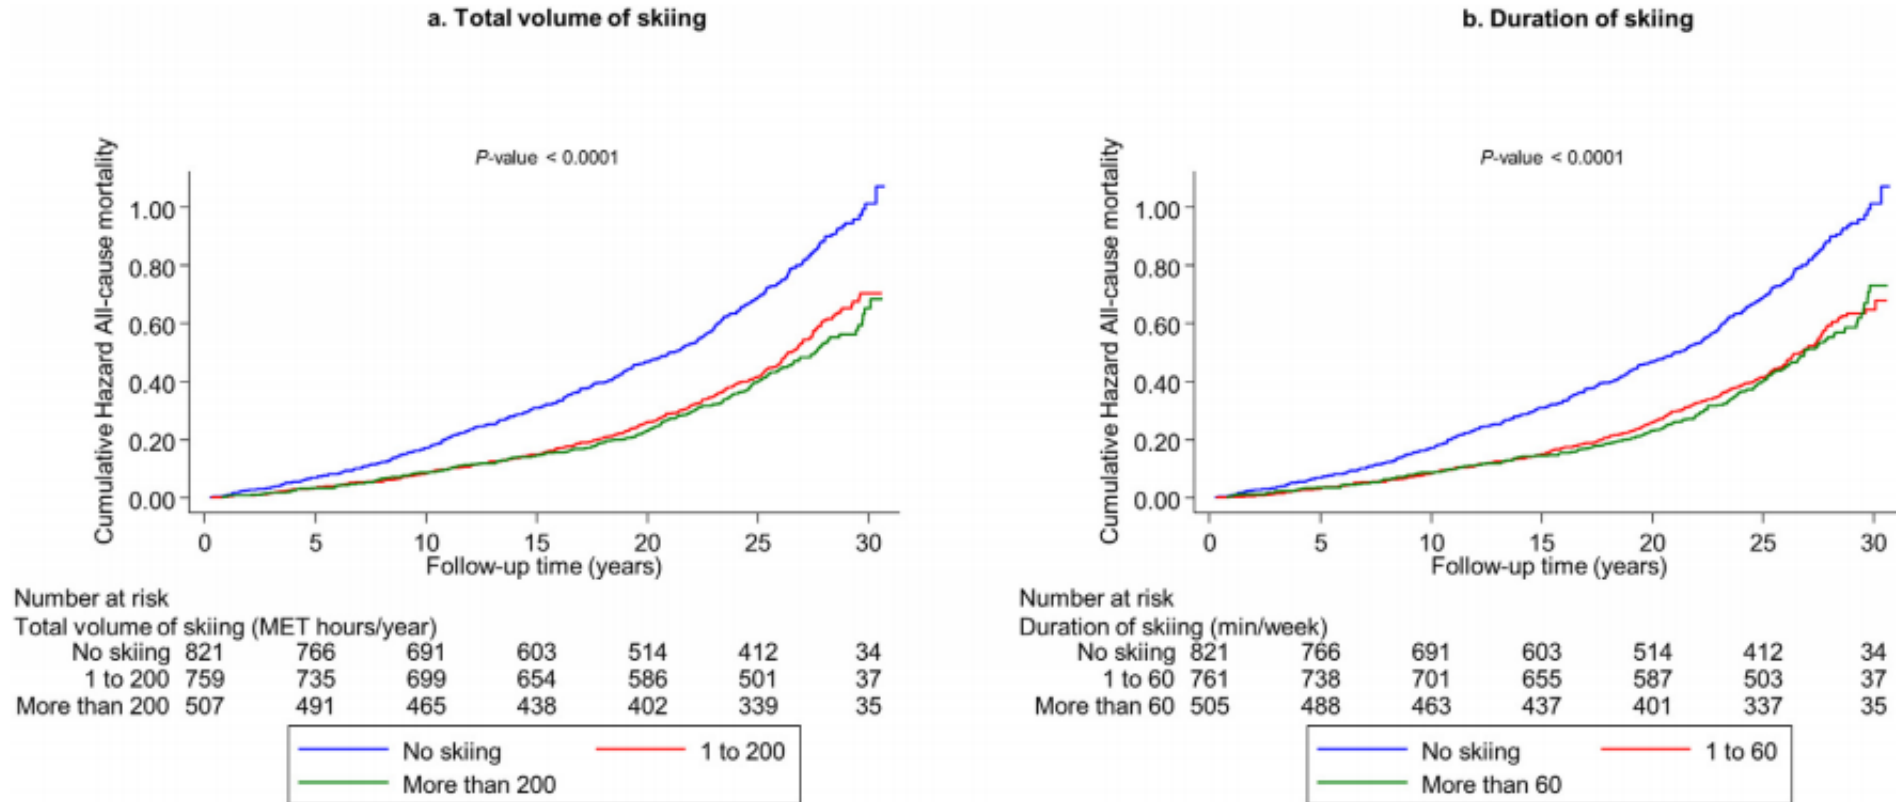 a. Total volume of skiing
P-value < 0.0001
Cumulative Hazard All-cause mortality
1.00
0.80
0.60
0.40
0.20
0.00
0 5 10 15 20 25 30
Follow-up time (years)
Number at risk
Total volume of skiing (MET hours/year)
No skiing 821 766 691 603 514 412 34
1 to 200 759 735 699 654 586 501 37
More than 200 507 491 465 438 402 339 35
No skiing 1 to 200
More than 200
b. Duration of skiing
P-value < 0.0001
Cumulative Hazard All-cause mortality
1.00
0.80
0.60
0.40
0.20
0.00
0 5 10 15 20 25 30
Follow-up time (years)
Number at risk
Duration of skiing (min/week)
No skiing 821 766 691 603 514 412 34
1 to 60 761 738 701 655 587 503 37
More than 60 505 488 463 437 401 337 35
No skiing 1 to 60
More than 60